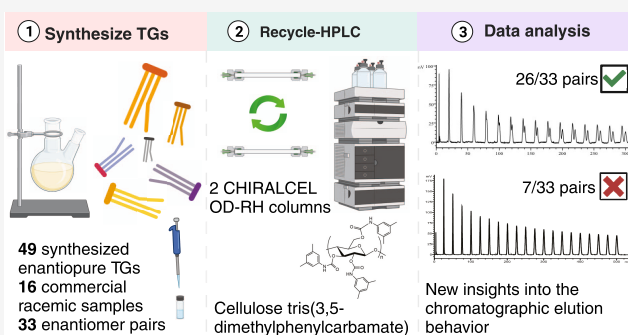 1 Synthesize TGs
2 Recycle-HPLC
3 Data analysis
26/33 pairs
7/33 pairs
2 CHIRALCEL
OD-RH columns
49 synthesized
enantiopure TGs
16 commercial
racemic samples
33 enantiomer pairs
Cellulose tris(3,5-
dimethylphenylcarbamate)
New insights into the
chromatographic elution
behavior